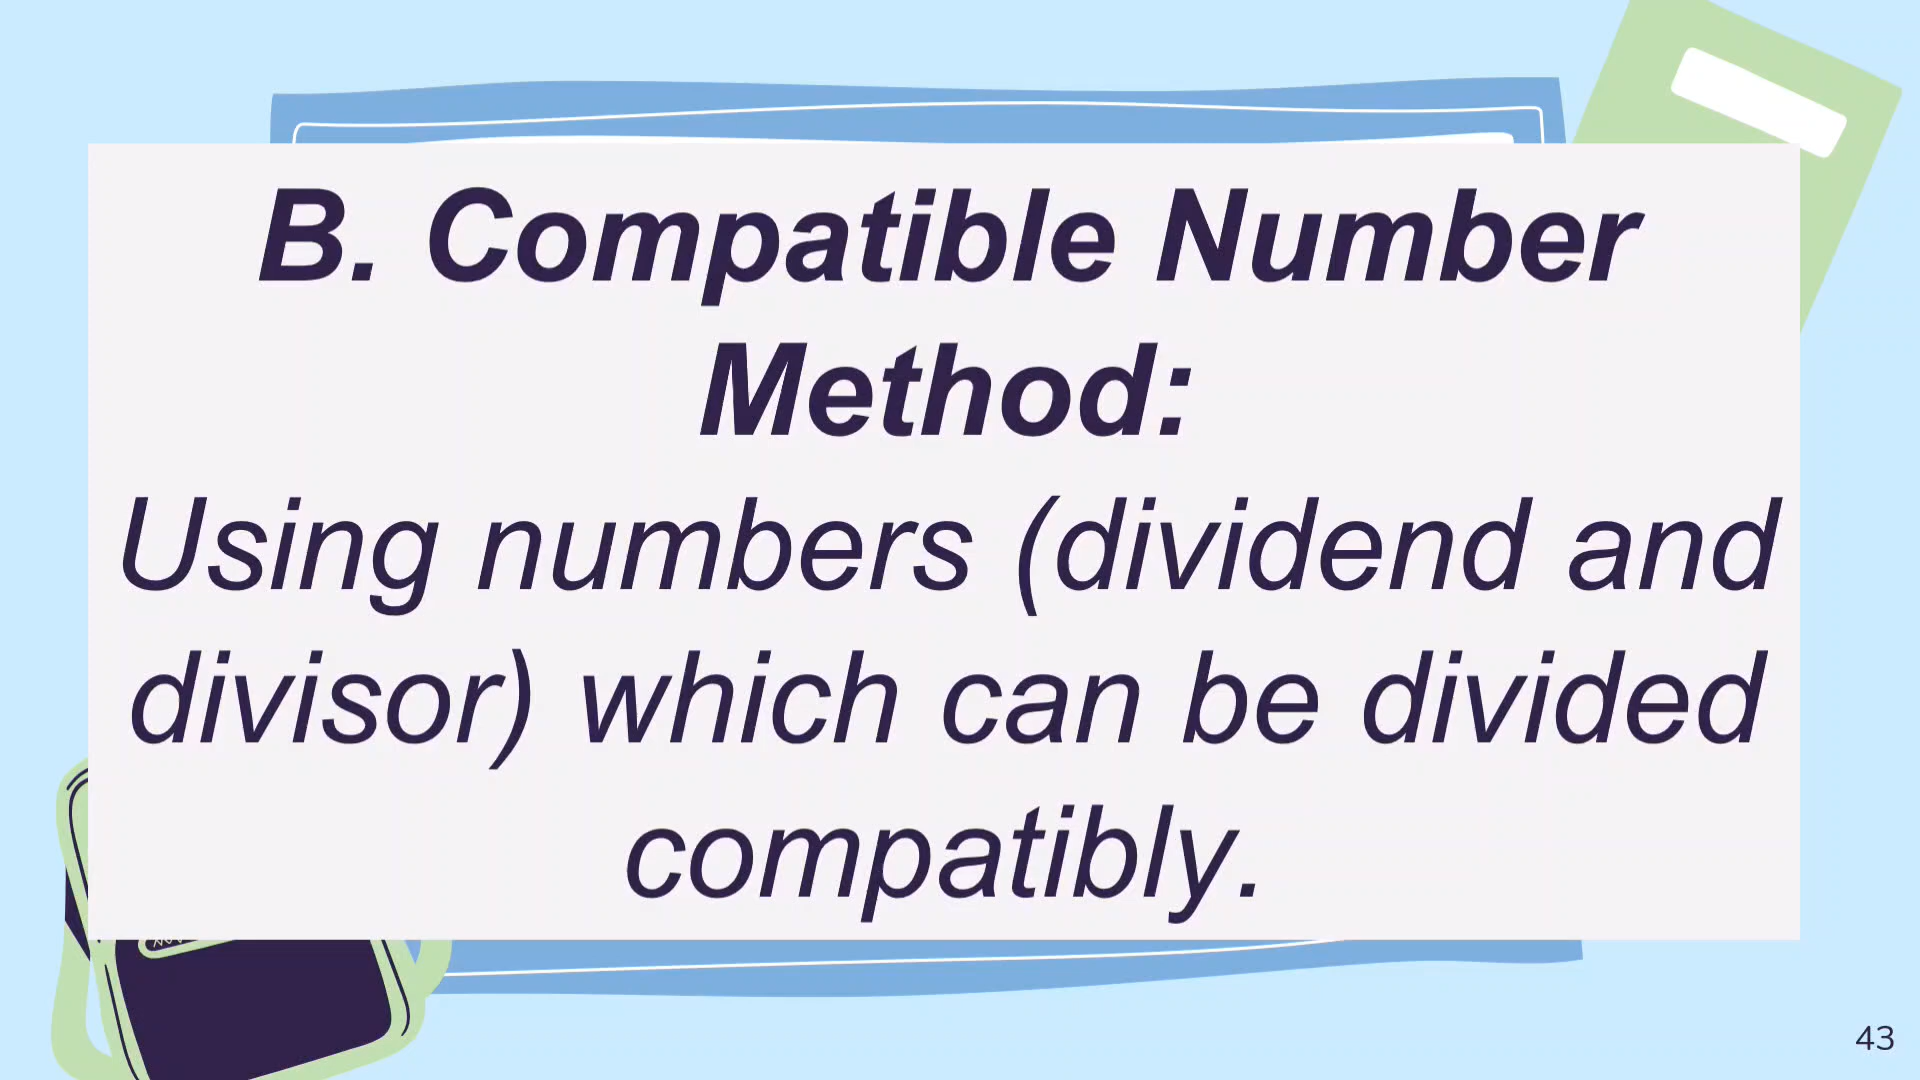 B. Compatible Number
Method:
Using numbers (dividend and
divisor) which can be divided
compatibly.
43